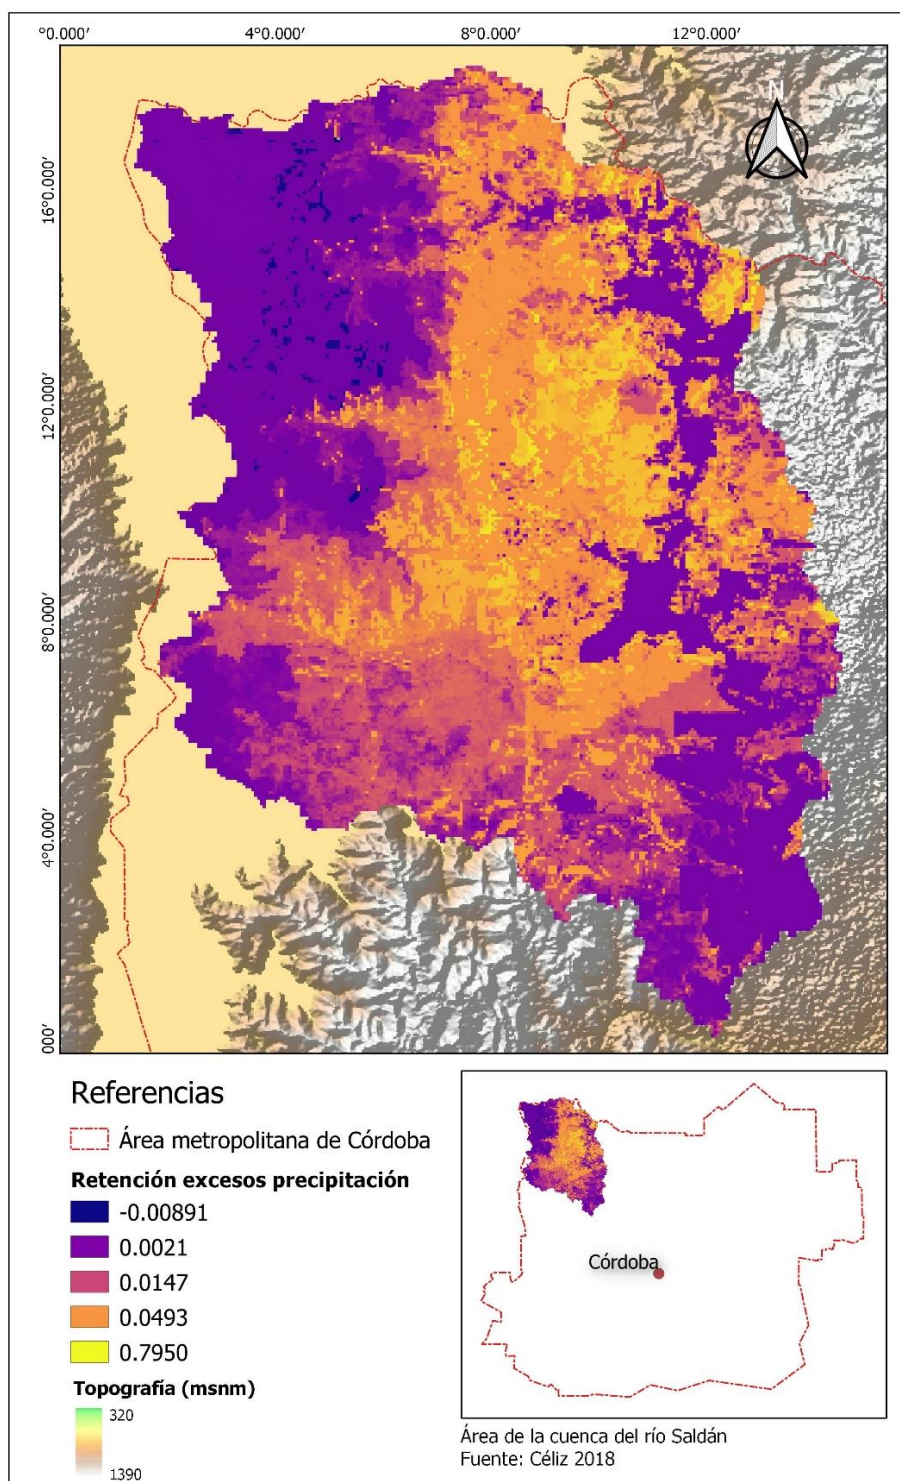 °0.000′ 4°0.000′ 8°0.000′ 12°0.000′
N
16°0.000′
12°0.000′
8°0.000′
4°0.000′
000′
Referencias
Área metropolitana de Córdoba
Retención excesos precipitación
-0.00891
0.0021
0.0147
0.0493
0.7950
Topografía (msnm)
320
1390
Córdoba
Área de la cuenca del río Saldán
Fuente: Céliz 2018